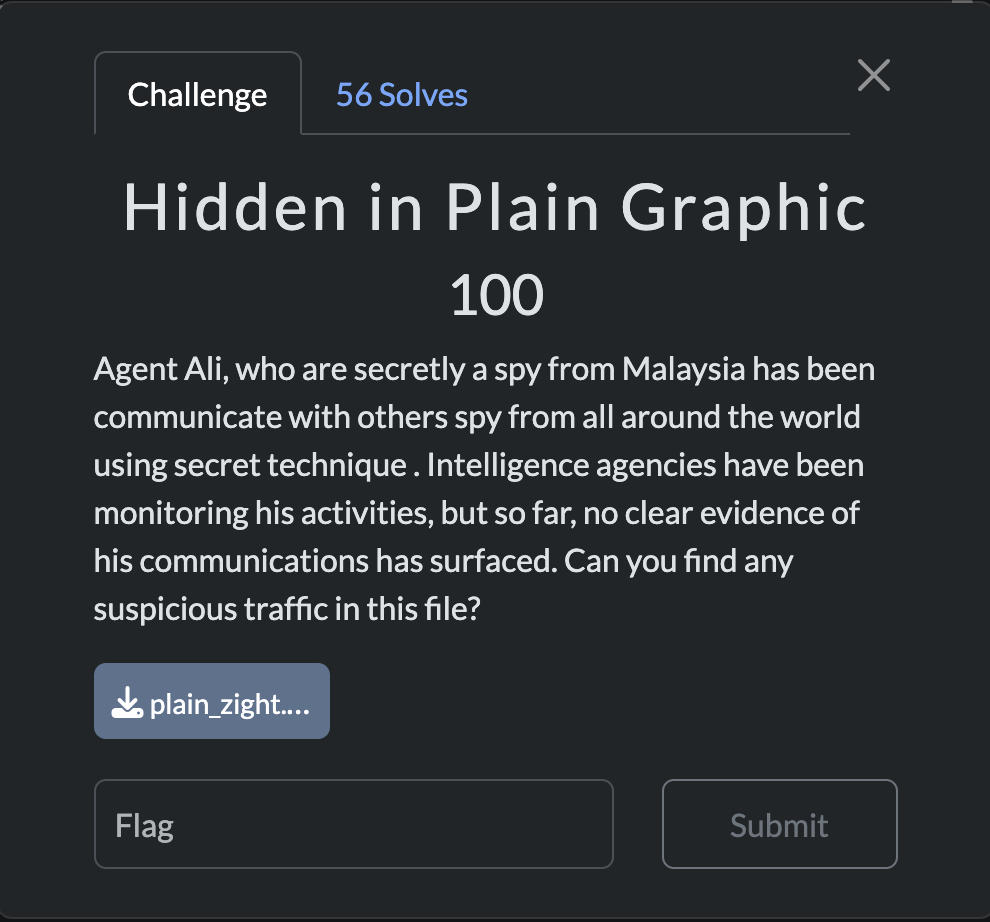 Challenge
56 Solves
Hidden in Plain Graphic
100
Agent Ali, who are secretly a spy from Malaysia has been
communicate with others spy from all around the world
using secret technique . Intelligence agencies have been
monitoring his activities, but so far, no clear evidence of
his communications has surfaced. Can you find any
suspicious traffic in this file?
plain_zight....
Flag
Submit